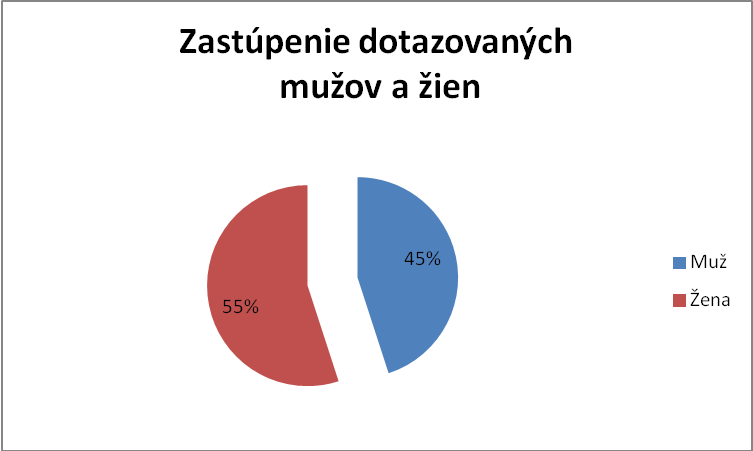 Zastúpenie dotazovaných
mužov a žien
45%
55%
Muž
Žena